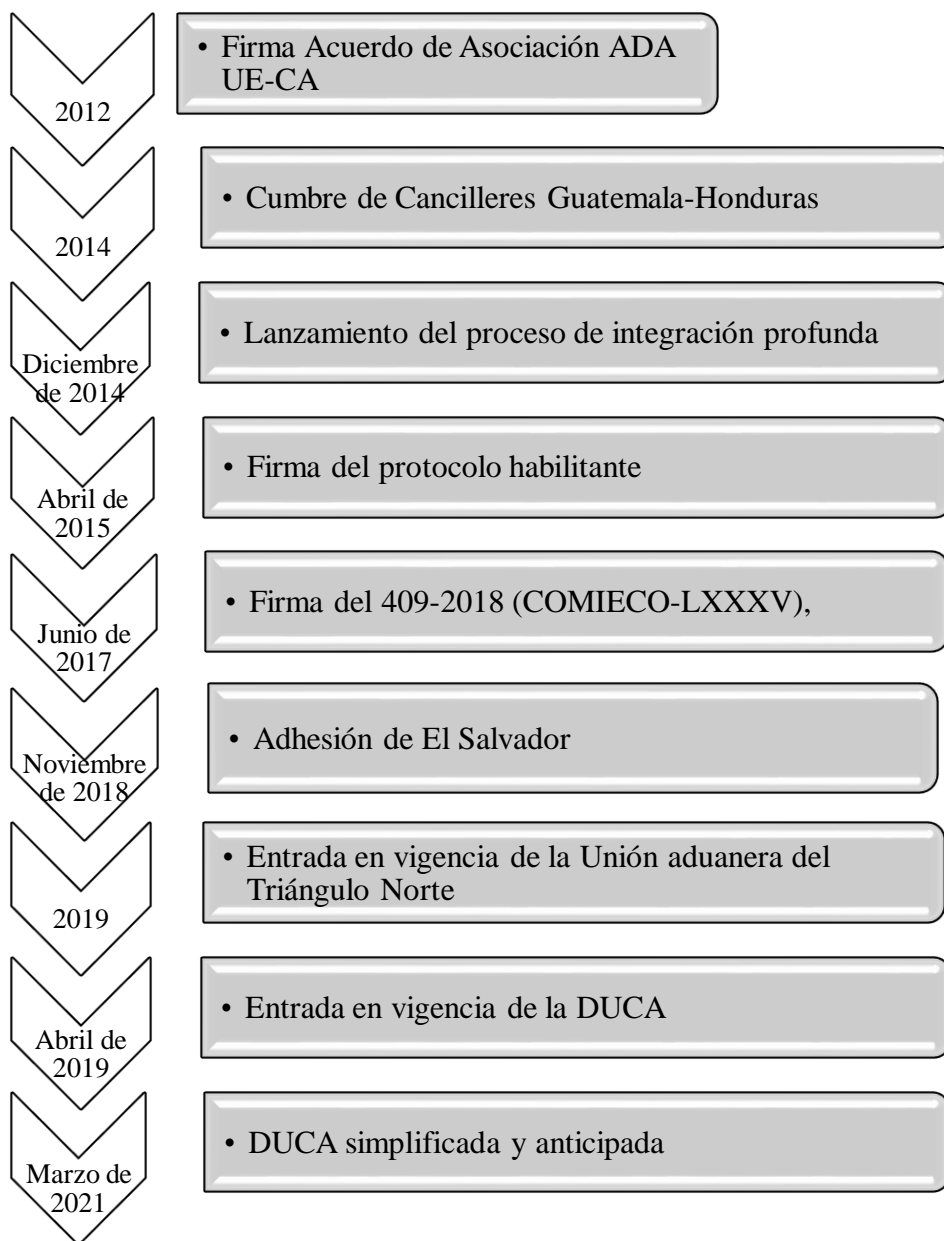 • Firma Acuerdo de Asociación ADA
UE-CA
2012
• Cumbre de Cancilleres Guatemala-Honduras
2014
• Lanzamiento del proceso de integración profunda
Diciembre
de 2014
• Firma del protocolo habilitante
Abril de
2015
• Firma del 409-2018 (COMIECO-LXXXV),
Junio de
2017
• Adhesión de El Salvador
Noviembre
de 2018
• Entrada en vigencia de la Unión aduanera del
Triángulo Norte
2019
• Entrada en vigencia de la DUCA
Abril de
2019
• DUCA simplificada y anticipada
Marzo de
2021